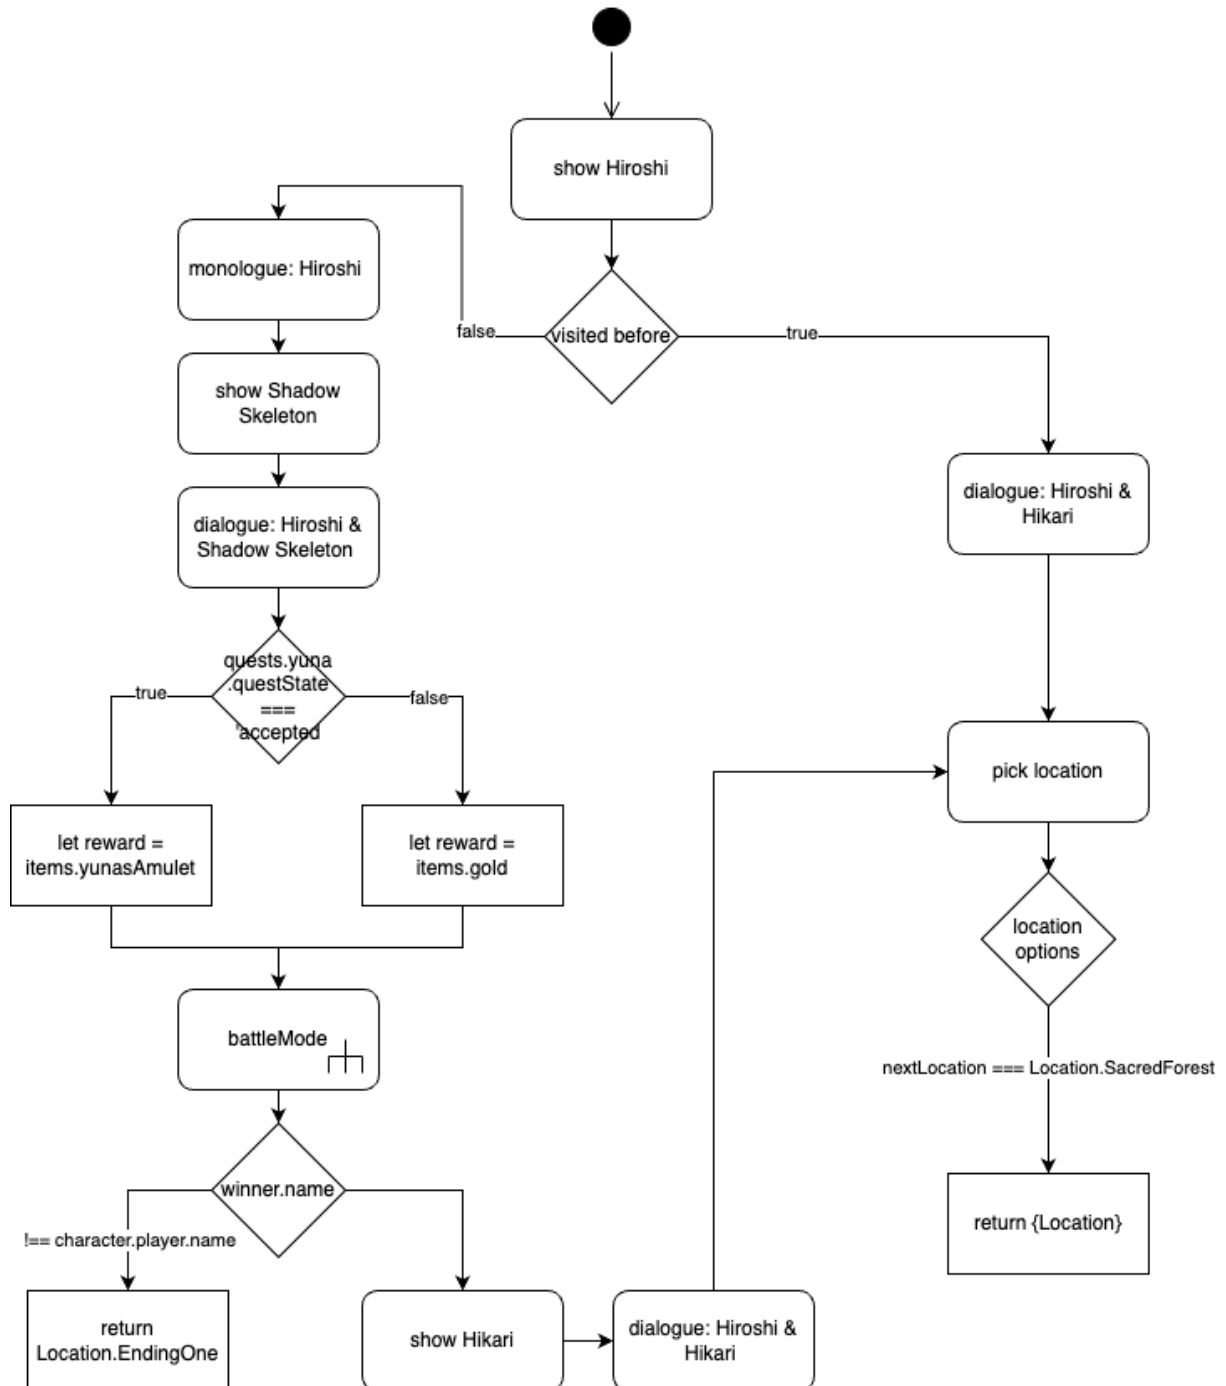 show Hiroshi
monologue: Hiroshi
false
visited before
true
show Shadow
Skeleton
dialogue: Hiroshi &
Shadow Skeleton
dialogue: Hiroshi &
Hikari
quests.yuna
.questState
===
'accepted
true
false
pick location
let reward =
items.yunasAmulet
let reward =
items.gold
location
options
battleMode
nextLocation === Location.SacredForest
winner.name
!== character.player.name
return {Location}
return
Location.EndingOne
show Hikari
dialogue: Hiroshi &
Hikari